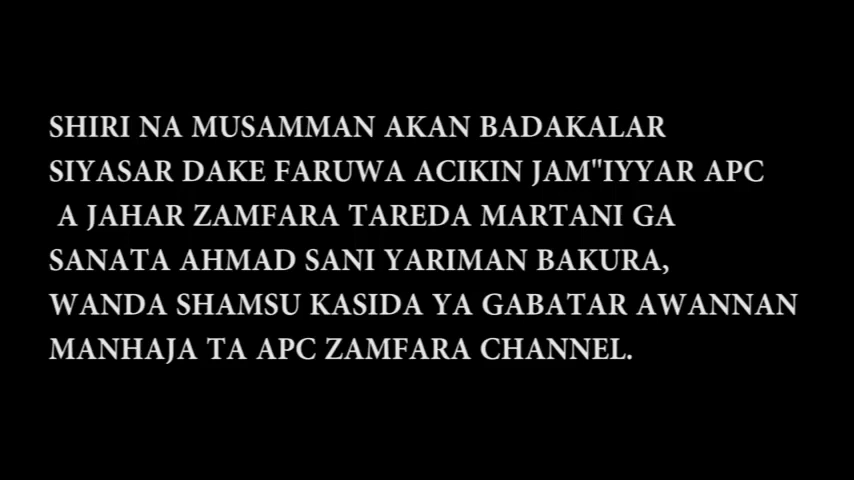 SHIRI NA MUSAMMAN AKAN BADAKALAR
SIYASAR DAKE FARUWA ACIKIN JAM"IYYAR APC
A JAHAR ZAMFARA TAREDA MARTANI GA
SANATA AHMAD SANI YARIMAN BAKURA,
WANDA SHAMSU KASIDA YA GABATAR AWANNAN
MANHAJA TA APC ZAMFARA CHANNEL.